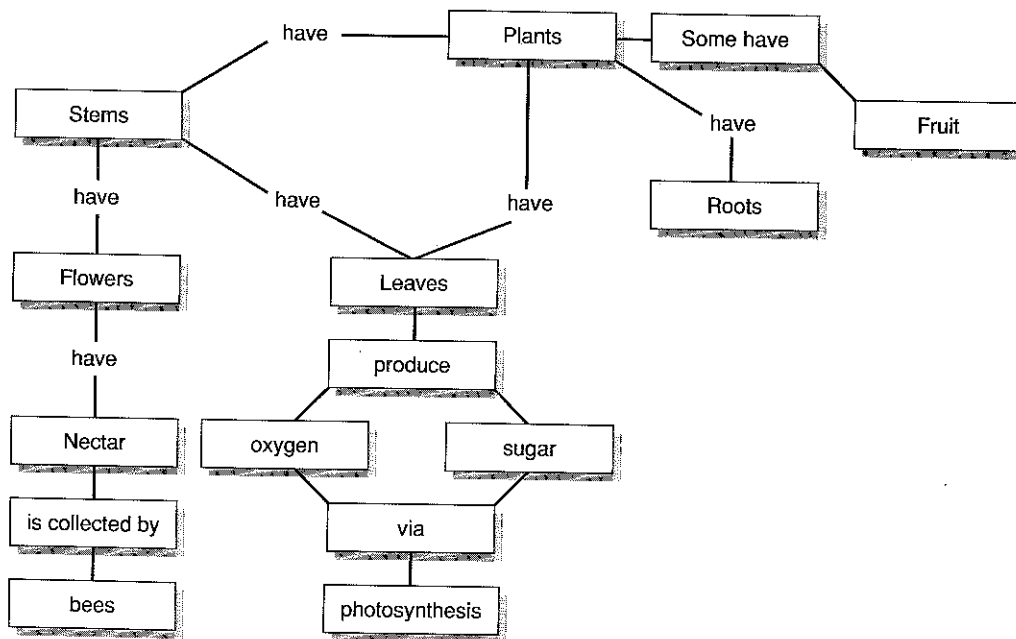 have
Plants
Some have
Stems
have
Fruit
have
have
have
Roots
Flowers
Leaves
have
produce
Nectar
oxygen
sugar
is collected by
via
bees
photosynthesis